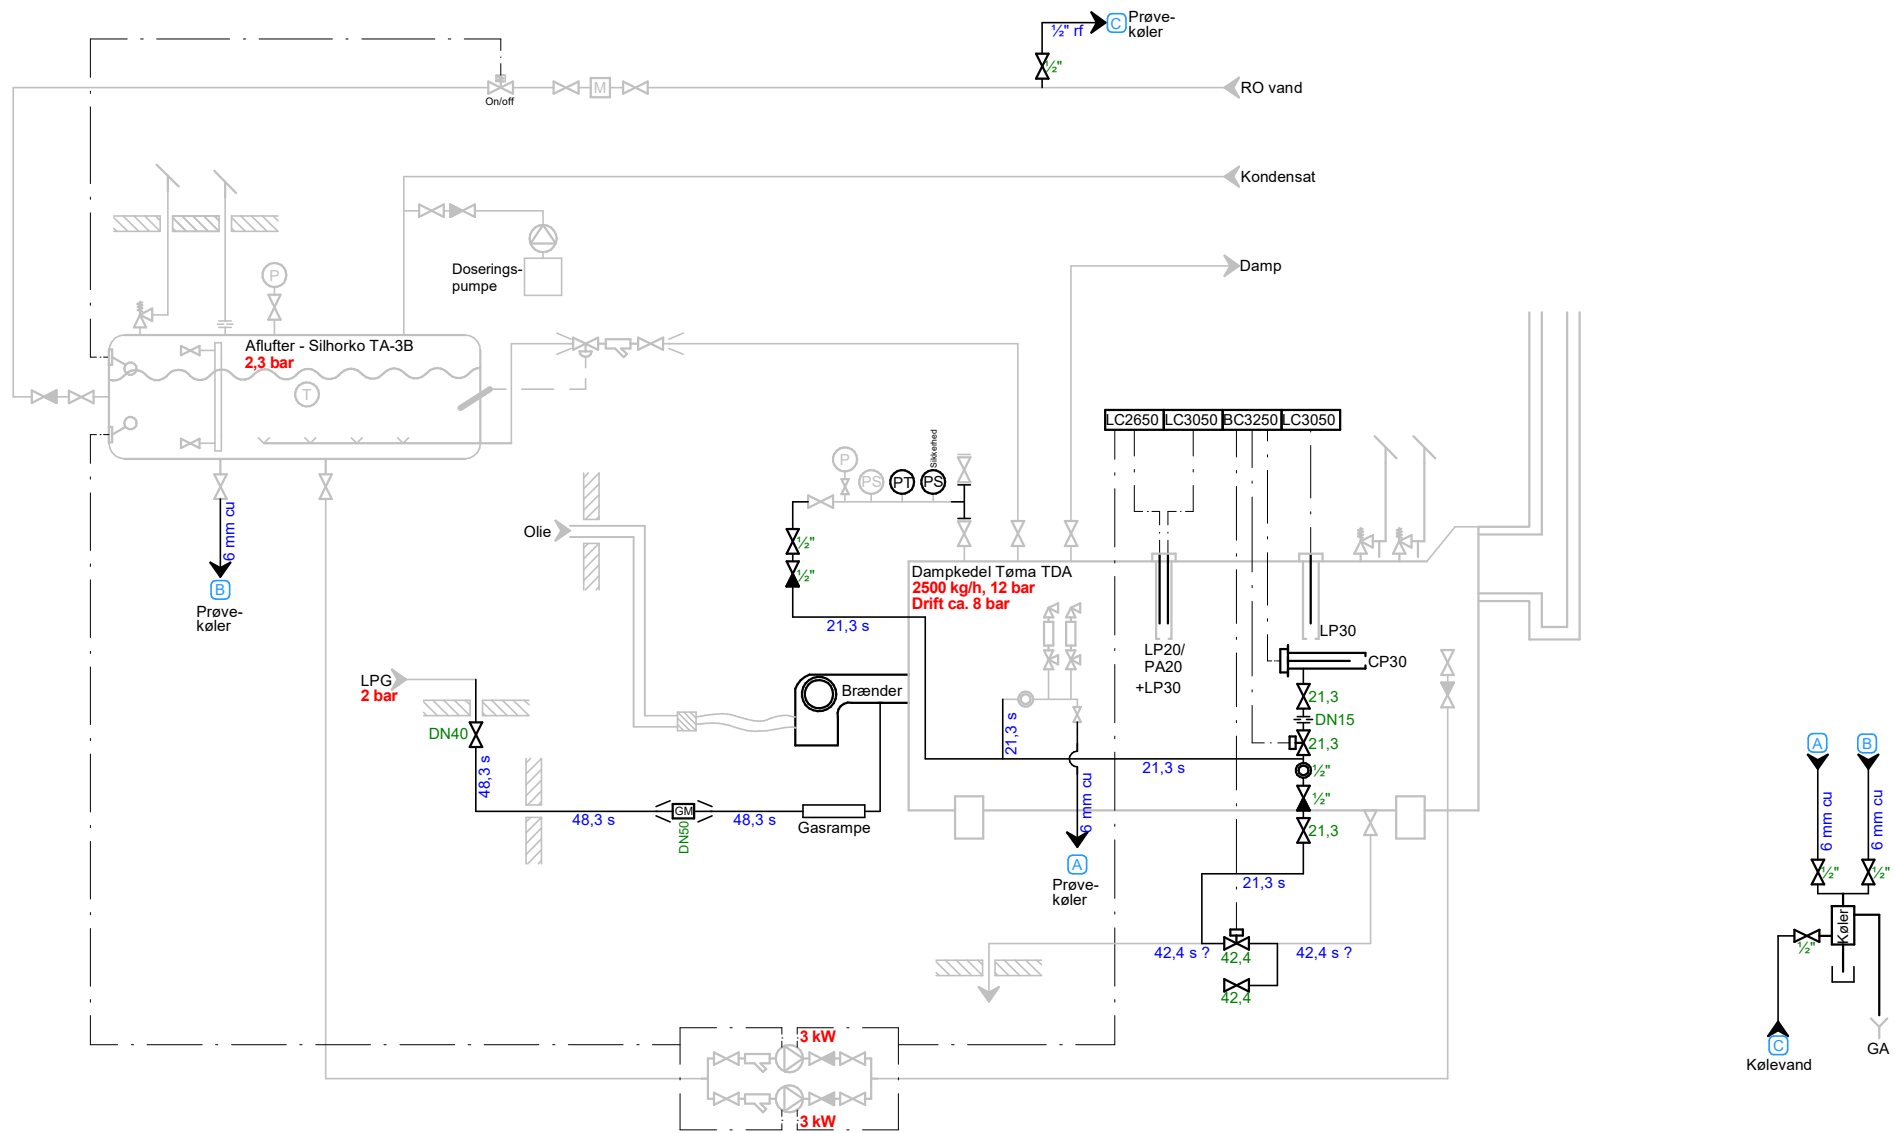 C
Prøve-
køler
½" rf
½"
M
On/off
RO vand
Kondensat
P
Doserings-
pumpe
Damp
Aflufter - Silhorko TA-3B
2,3 bar
T
LC2650
LC3050
BC3250
LC3050
P
PS
PT
PS
Sikkerhed
6 mm cu
B
Prøve-
køler
Olie
½"
½"
21,3 s
Dampkedel Tøma TDA
2500 kg/h, 12 bar
Drift ca. 8 bar
LP20/
PA20
+LP30
LP30
CP30
LPG
2 bar
Brænder
21,3
DN15
21,3
DN40
48,3 s
21,3 s
21,3 s
½"
½"
21,3
48,3 s
GM
DN50
48,3 s
Gasrampe
6 mm cu
A
Prøve-
køler
21,3 s
42,4 s ?
42,4
42,4 s ?
42,4
3 kW
3 kW
A
B
6 mm cu
6 mm cu
½"
½"
Køler
½"
C
Kølevand
GA